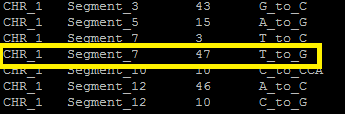 CHR_1 Segment_3 43 G_to_C
CHR_1 Segment_5 15 A_to_G
CHR_1 Segment_7 3 T_to_C
CHR_1 Segment_7 47 T_to_G
CHR_1 Segment_10 10 C_to_CCA
CHR_1 Segment_12 46 A_to_C
CHR_1 Segment_12 10 C_to_G